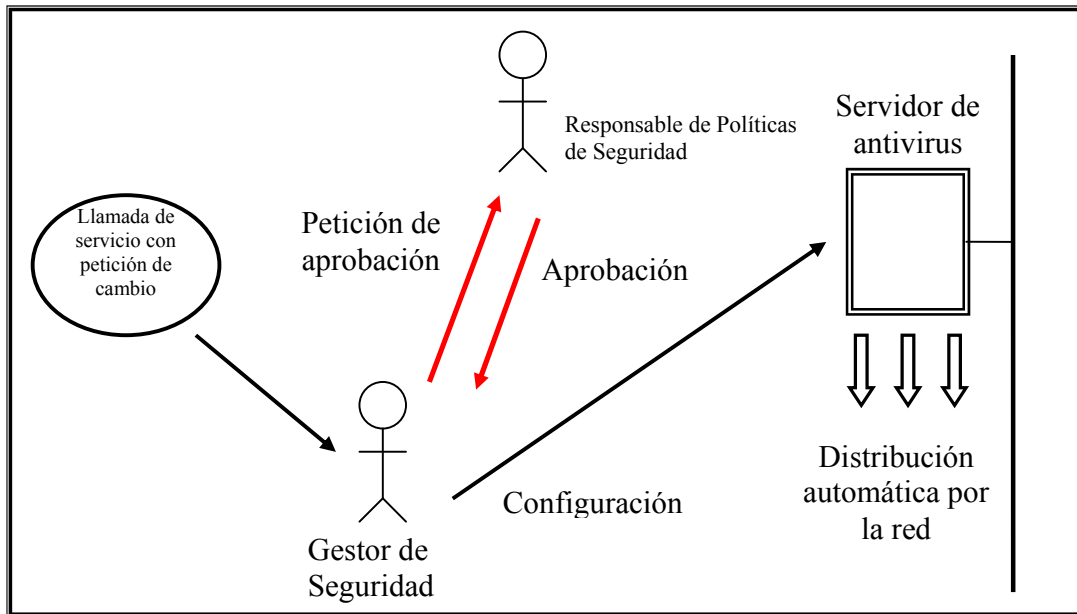 Responsable de Políticas
de Seguridad
Servidor de
antivirus
Llamada de
servicio con
petición de
cambio
Petición de
aprobación
Aprobación
Configuración
Distribución
automática por
la red
Gestor de
Seguridad